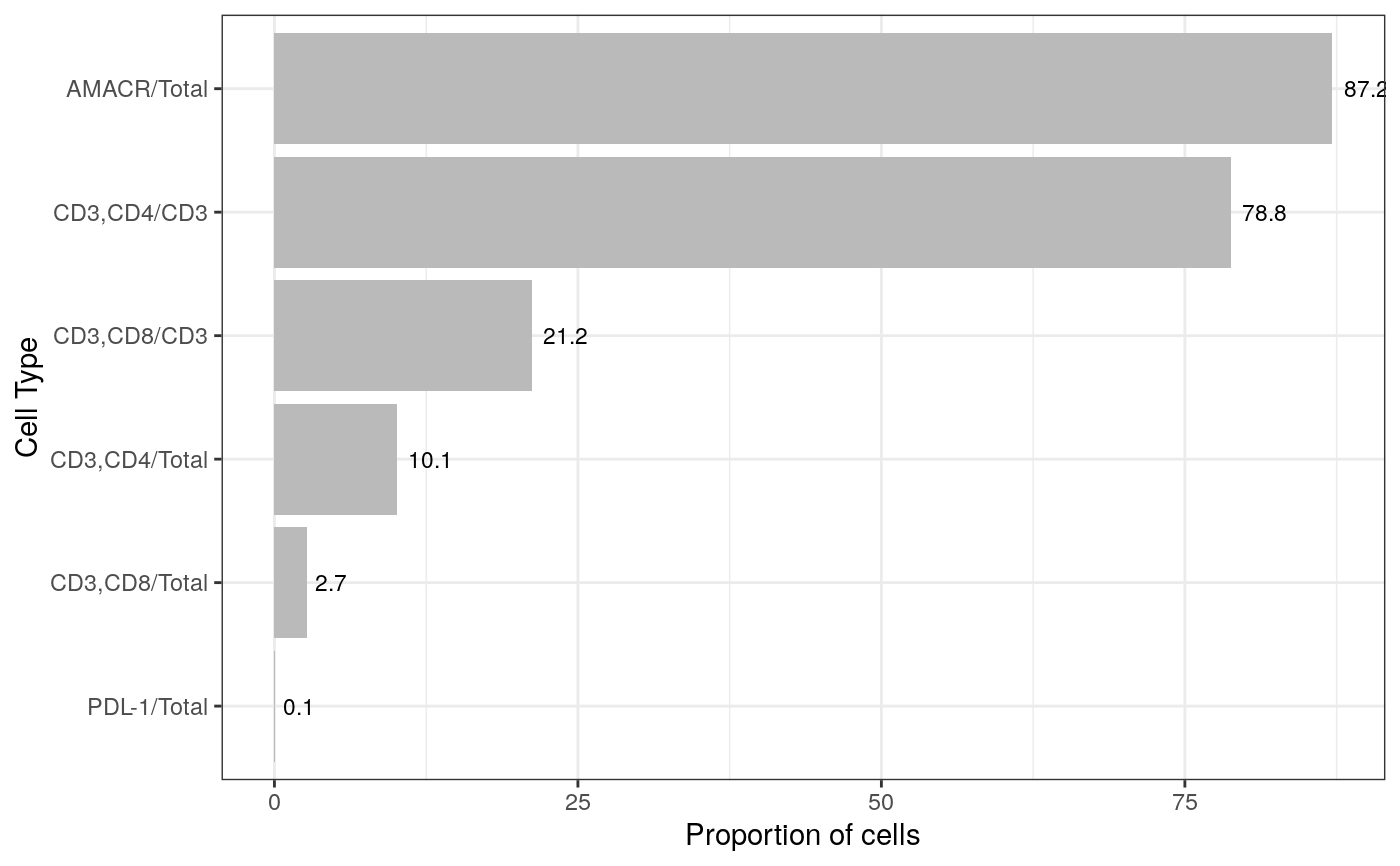 AMACR/Total
87.2
CD3,CD4/CD3
78.8
CD3,CD8/CD3
21.2
CD3,CD4/Total
10.1
CD3,CD8/Total
2.7
PDL-1/Total
0.1
Cell Type
0
25
50
75
Proportion of cells